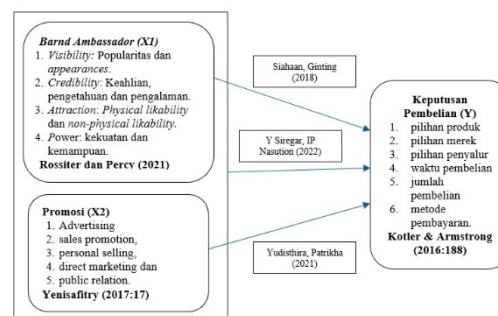 Barnd Ambassador (X1)
1. Visibility: Popularitas dan
appearances.
2. Credibility: Keahlian,
pengetahuan dan pengalaman.
3. Attraction: Physical likability
dan non-physical likability.
4. Power: kekuatan dan
kemampuan.
Rossiter dan Percy (2021)
Promosi (X2)
1. Advertising
2. sales promotion,
3. personal selling,
4. direct marketing dan
5. public relation.
Yenisafitry (2017:17)
Siahaan, Ginting
(2018)
Y Siregar, IP
Nasution (2022)
Yudisthira, Patrikha
(2021)
Keputusan
Pembelian (Y)
1. pilihan produk
2. pilihan merek
3. pilihan penyalur
4. waktu pembelian
5. jumlah
pembelian
6. metode
pembayaran.
Kotler & Armstrong
(2016:188)